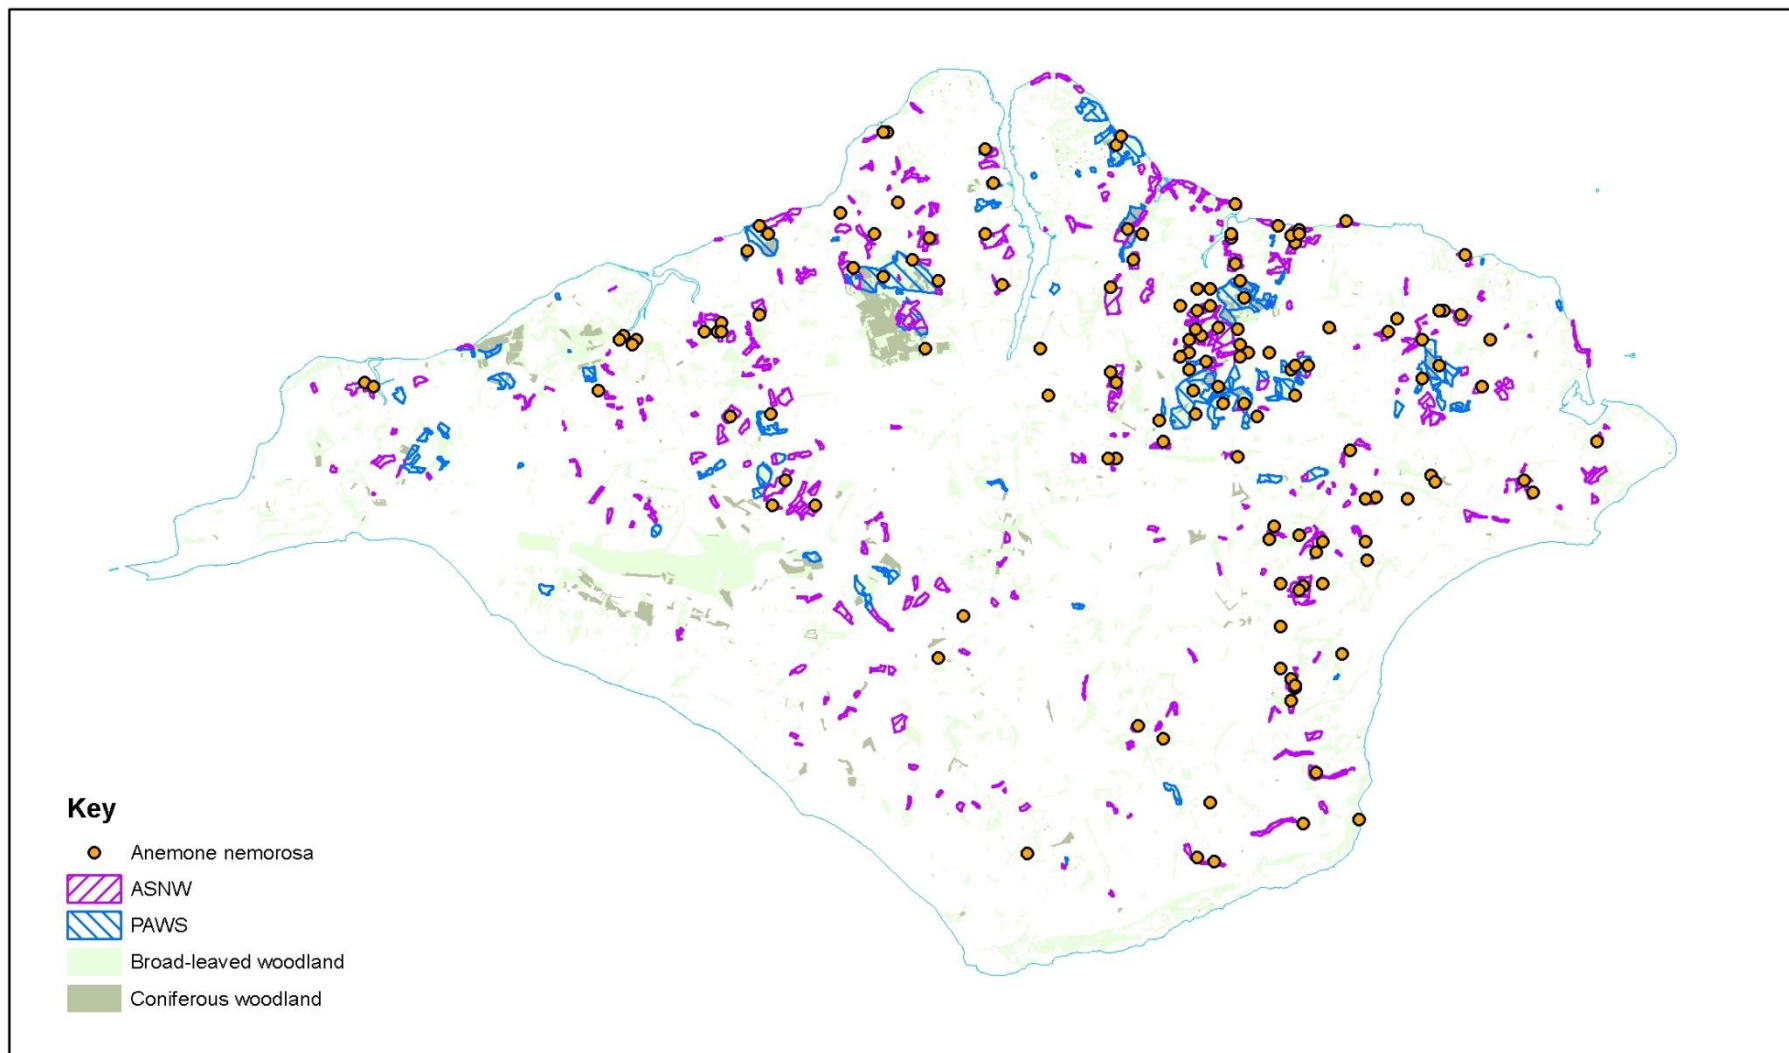 Key
Anemone nemorosa
ASNW
PAWS
Broad-leaved woodland
Coniferous woodland